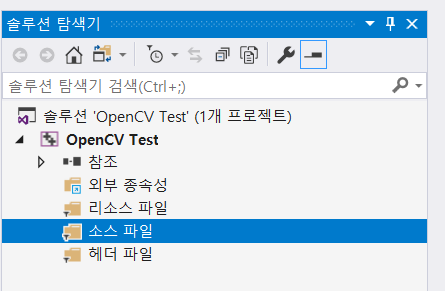 솔루션 탐색기
솔루션 탐색기 검색(Ctrl+;)
솔루션 'OpenCV Test' (1개 프로젝트)
OpenCV Test
참조
외부 종속성
리소스 파일
소스 파일
헤더 파일